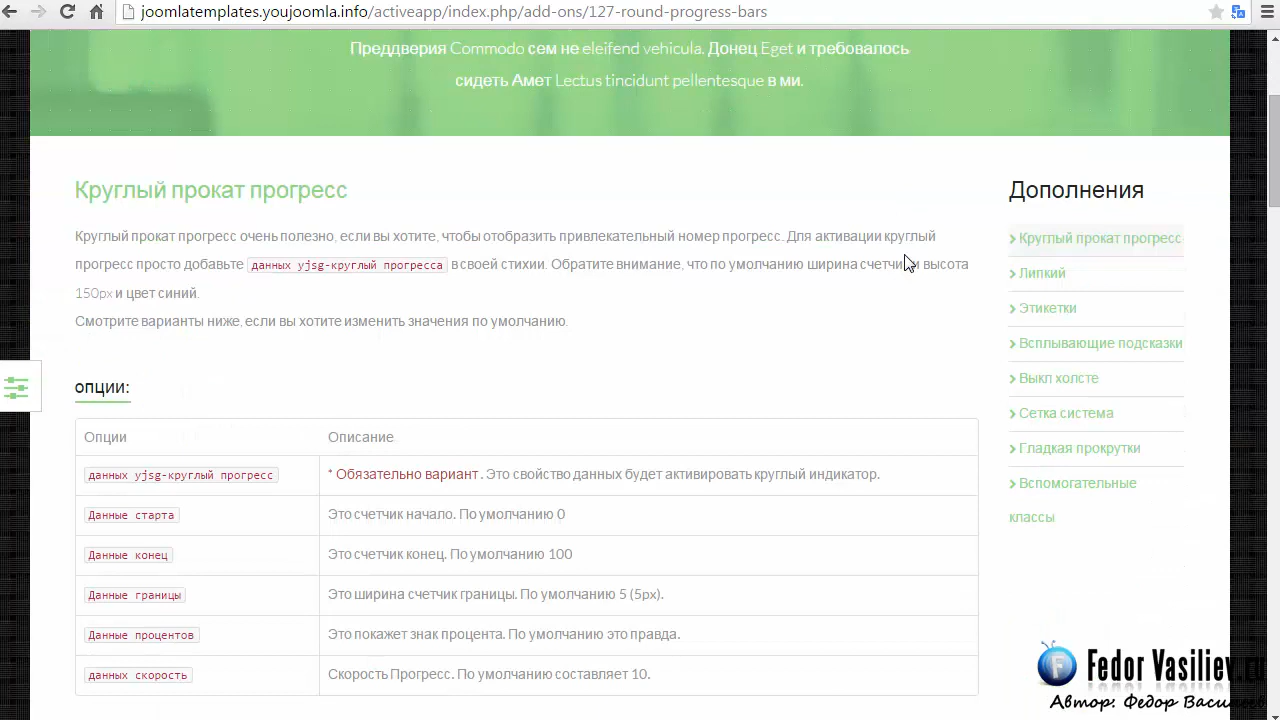 joomlatemplates.youjoomla.info/activeapp/index.php/add-ons/127-round-progress-bars
Преддверия Commodo сем не eleifend vehicula. Донец Eget и требовалось
сидеть Амет Lectus tincidunt pellentesque в ми.
Круглый прокат прогресс
Круглый прокат прогресс очень полезно, если вы хотите, чтобы отобразить привлекательный номер прогресс. Для активации круглый
прогресс просто добавьте данных yjsg-круглый прогресса в своей стихии. Обратите внимание, что по умолчанию ширина счетчи и высота
150px и цвет синий.
Смотрите варианты ниже, если вы хотите изменить значения по умолчанию.
опции:
Опции Описание
данных yjsg-круглый прогресс * Обязательно вариант . Это свойство данных будет активировать круглый индикатор.
Данные старта Это счетчик начало. По умолчанию 0
Данные конец Это счетчик конец. По умолчанию 100
Данные границы Это ширина счетчик границы. По умолчанию 5 (5px).
Данные процентов Это покажет знак процента. По умолчанию это правда.
данных скорость Скорость Прогресс. По умолчанию составляет 10.
Дополнения
Круглый прокат прогресс
Липкий
Этикетки
Всплывающие подсказки
Выкл холсте
Сетка система
Гладкая прокрутки
Вспомогательные
классы
Fedor Vasiliev
Автор: Федор Васи